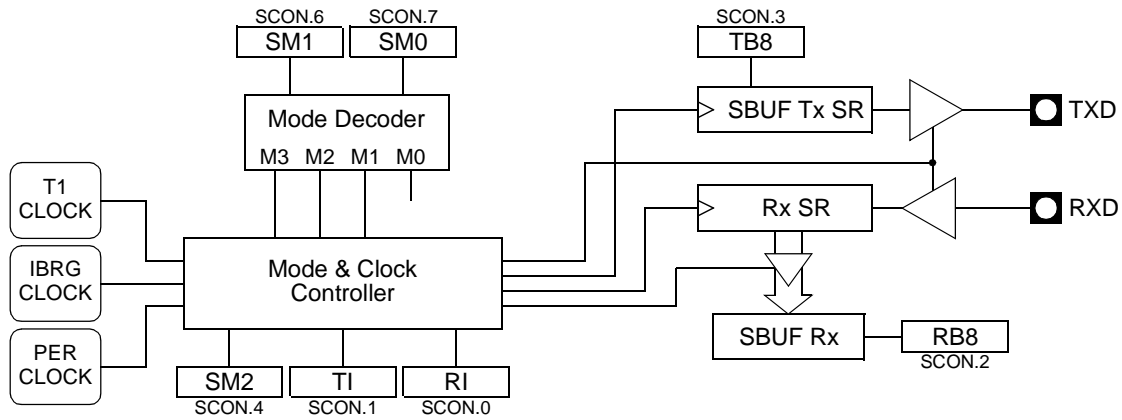 SCON.6 SCON.7 SCON.3
SM1 SM0 TB8
Mode Decoder
M3 M2 M1 M0
SBUF Tx SR
TXD
T1
CLOCK
Rx SR
RXD
IBRG
CLOCK
Mode & Clock
Controller
PER
CLOCK
SBUF Rx
RB8
SCON.2
SM2 TI RI
SCON.4 SCON.1 SCON.0